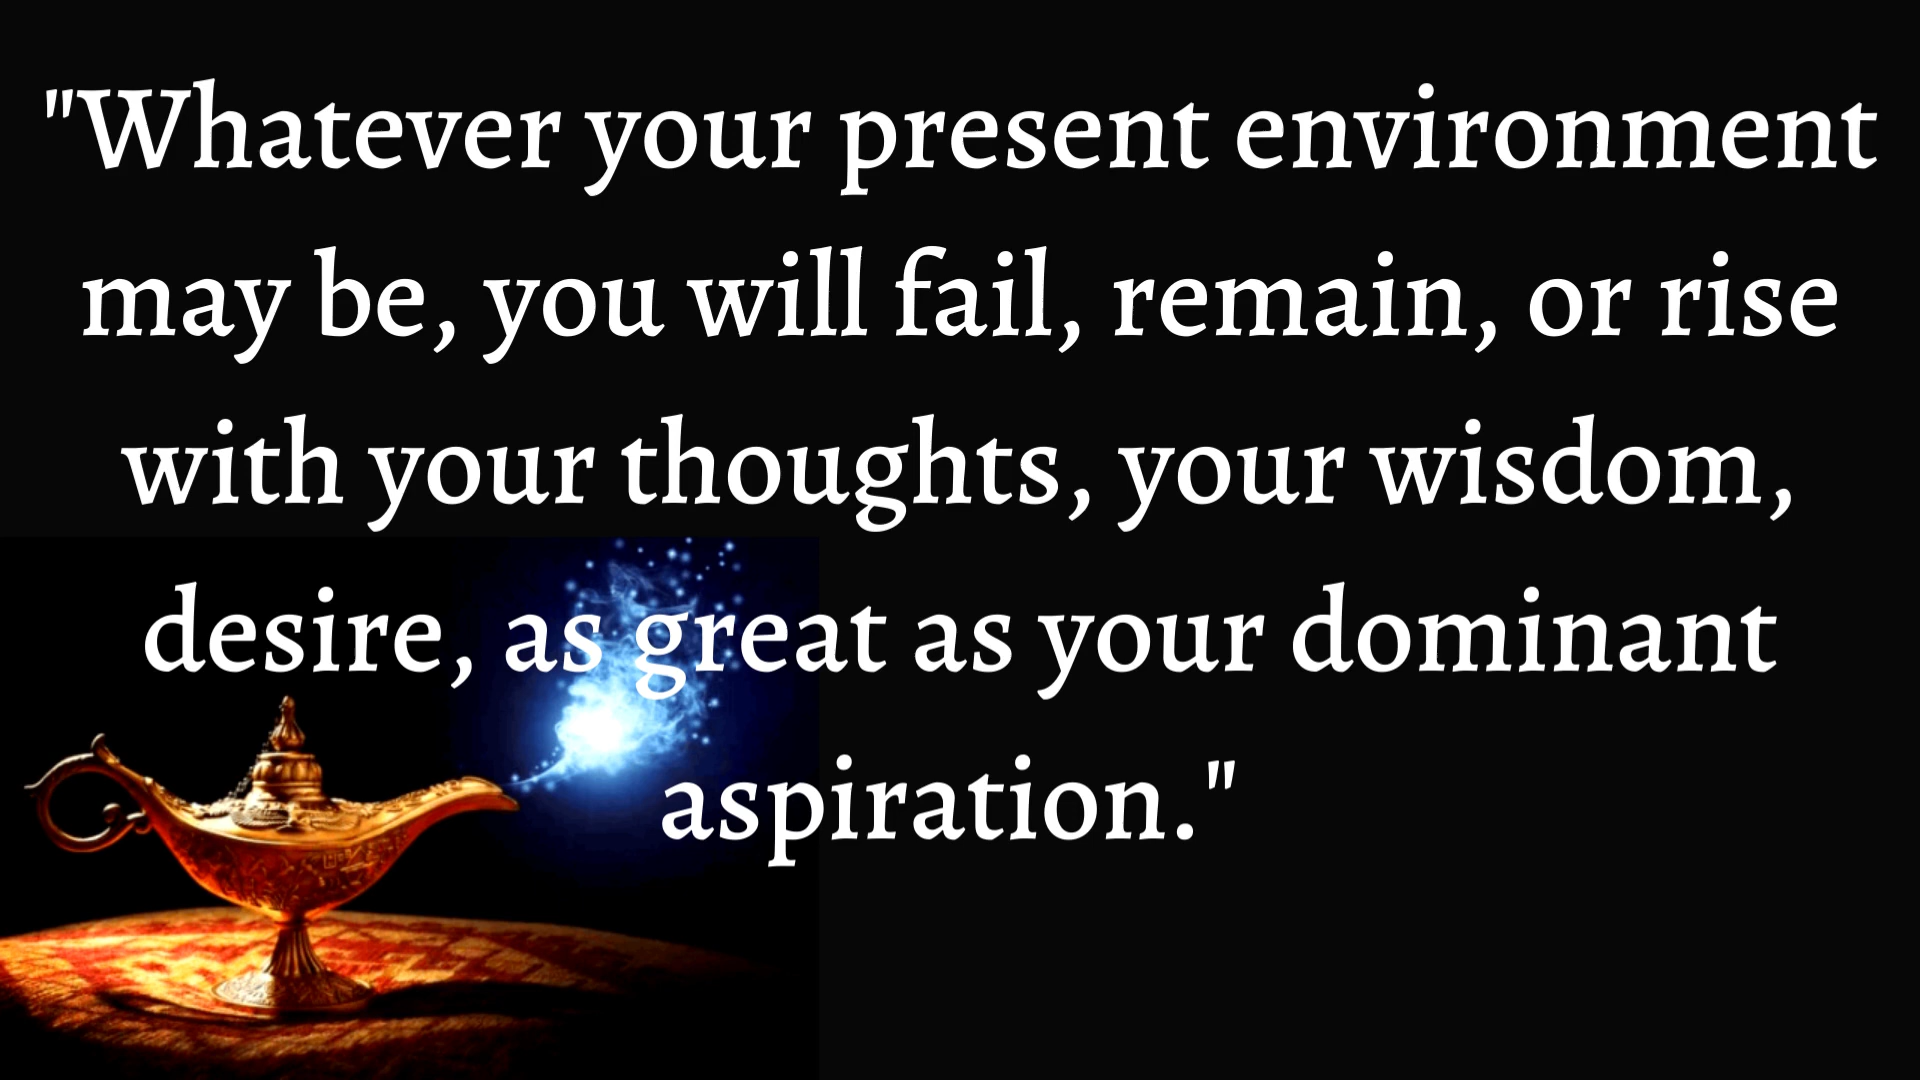 "Whatever your present environment
may be, you will fail, remain, or rise
with your thoughts, your wisdom,
desire, as great as your dominant
aspiration."